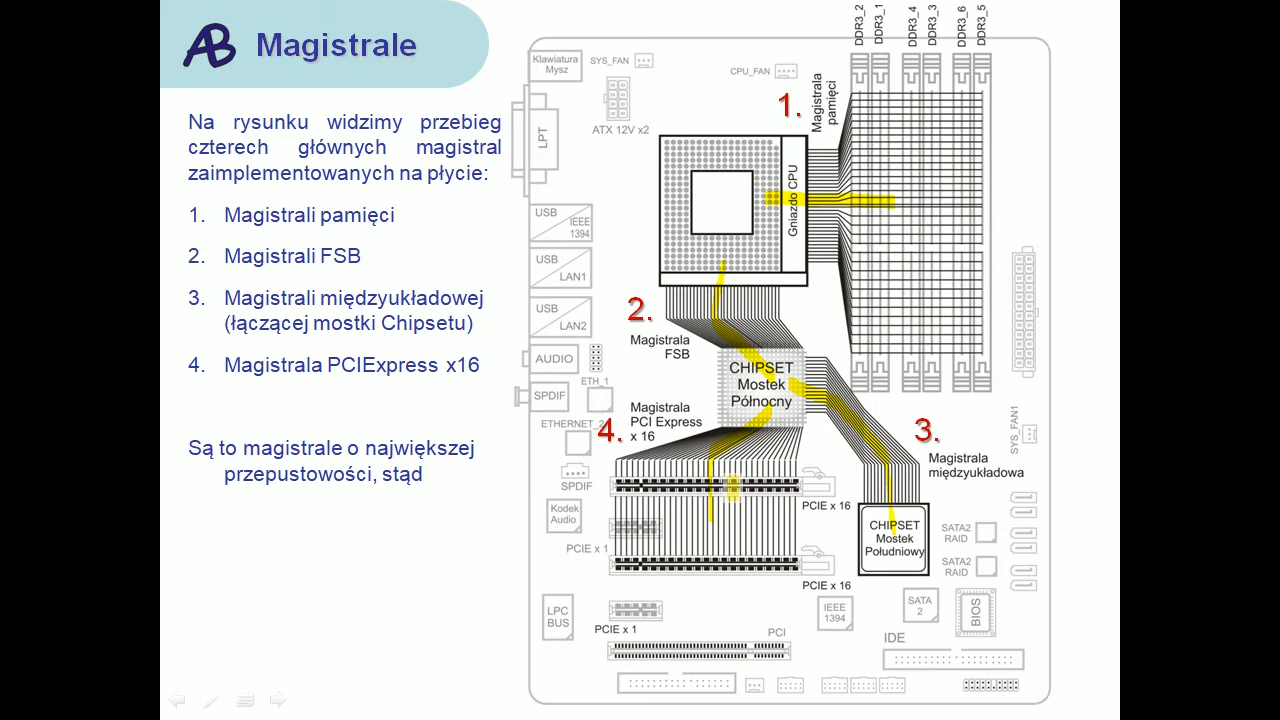 AB Magistrale
Na rysunku widzimy przebieg
czterech głównych magistral
zaimplementowanych na płycie:
1. Magistrali pamięci
2. Magistrali FSB
3. Magistrali międzyukładowej
(łączącej mostki Chipsetu)
4. Magistrala PCIExpress x16
Są to magistrale o największej
przepustowości, stąd
DDR3_2
DDR3_1
DDR3_4
DDR3_3
DDR3_6
DDR3_5
Klawiatura
Mysz
SYS_FAN
CPU_FAN
ATX 12V x2
LPT
1.
Magistrala
pamięci
Gniazdo CPU
USB
IEEE
1394
USB
LAN1
USB
LAN2
AUDIO
SPDIF
ETH_1
ETHERNET_2
2.
Magistrala
FSB
CHIPSET
Mostek
Północny
4.
Magistrala
PCI Express
x 16
3.
Magistrala
międzyukładowa
SYS_FAN1
SPDIF
Kodek
Audio
PCIE x 16
PCIE x 1
PCIE x 16
CHIPSET
Mostek
Południowy
SATA2
RAID
SATA2
RAID
LPC
BUS
PCIE x 1
PCI
IEEE
1394
SATA
2
BIOS
IDE